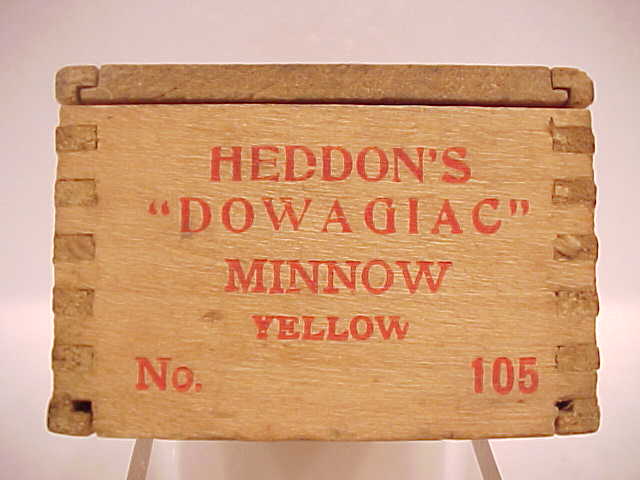 HEDDON'S
"DOWAGIAC"
MINNOW
YELLOW
No. 105